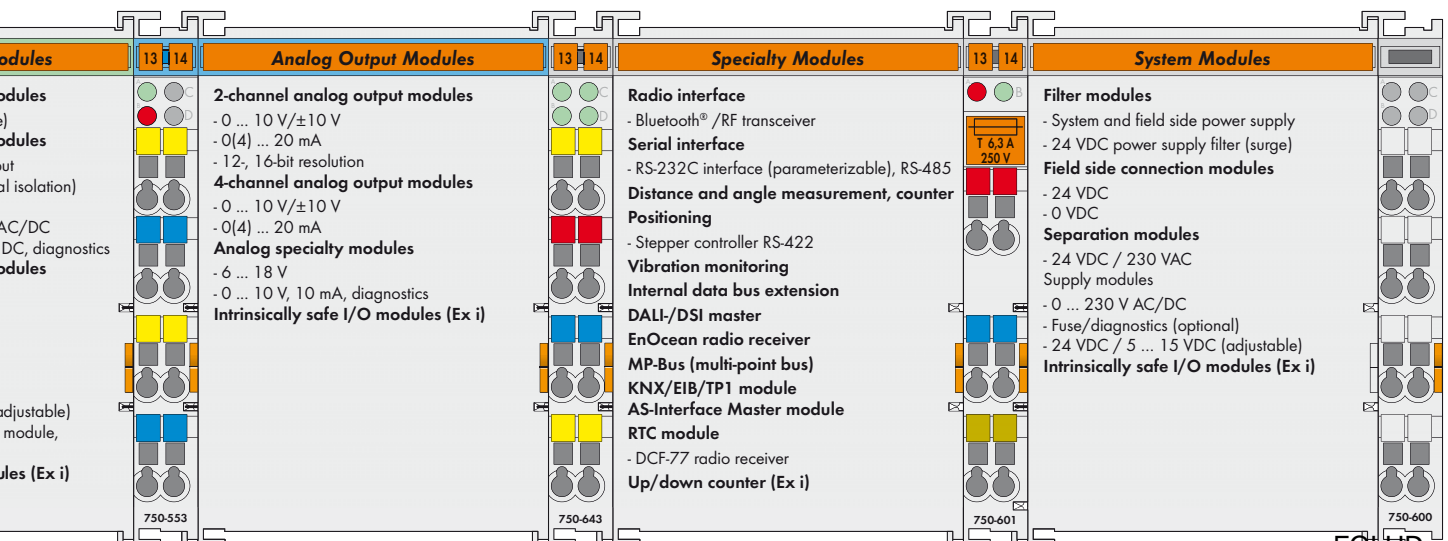 odules
odules
e)
odules
out
al isolation)
AC/DC
DC, diagnostics
odules
adjustable)
module,
ules (Ex i)
13 14
C
D
750-553
Analog Output Modules
2-channel analog output modules
- 0 ... 10 V/±10 V
- 0(4) ... 20 mA
- 12-, 16-bit resolution
4-channel analog output modules
- 0 ... 10 V/±10 V
- 0(4) ... 20 mA
Analog specialty modules
- 6 ... 18 V
- 0 ... 10 V, 10 mA, diagnostics
Intrinsically safe I/O modules (Ex i)
13 14
C
D
750-643
Specialty Modules
Radio interface
- Bluetooth® /RF transceiver
Serial interface
- RS-232C interface (parameterizable), RS-485
Distance and angle measurement, counter
Positioning
- Stepper controller RS-422
Vibration monitoring
Internal data bus extension
DALI-/DSI master
EnOcean radio receiver
MP-Bus (multi-point bus)
KNX/EIB/TP1 module
AS-Interface Master module
RTC module
- DCF-77 radio receiver
Up/down counter (Ex i)
13 14
A B
T 6,3 A
250 V
750-601
System Modules
Filter modules
- System and field side power supply
- 24 VDC power supply filter (surge)
Field side connection modules
- 24 VDC
- 0 VDC
Separation modules
- 24 VDC / 230 VAC
Supply modules
- 0 ... 230 V AC/DC
- Fuse/diagnostics (optional)
- 24 VDC / 5 ... 15 VDC (adjustable)
Intrinsically safe I/O modules (Ex i)
C
D
750-600